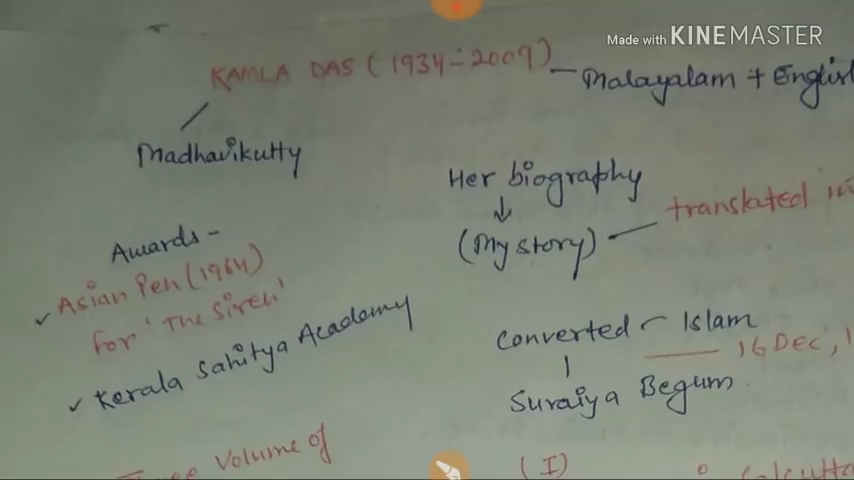 Made with KINEMASTER
KAMLA DAS (1934-2009) - Malayalam + English
Madhavikutty
Her biography
translated
(My story)
Awards -
✓ Asian Pen (1964)
for 'The Siren'
✓ Kerala Sahitya Academy
Converted - Islam
16 Dec, 1
Suraiya Begum
Volume of
(I)
Calcutta